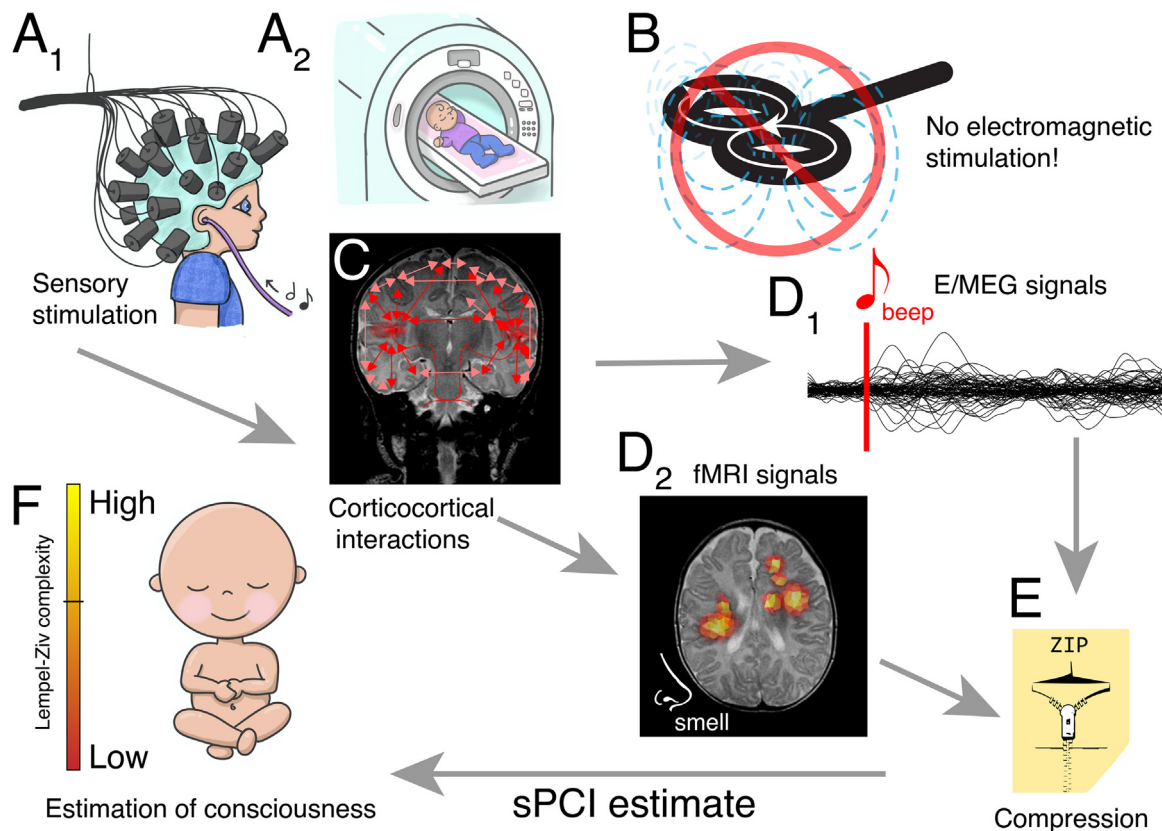 A1
A2
B
No electromagnetic
stimulation!
Sensory
stimulation
C
D1
E/MEG signals
beep
Corticocortical
interactions
D2
fMRI signals
smell
E
ZIP
Compression
F
High
Lempel-Ziv complexity
Low
Estimation of consciousness
sPCI estimate